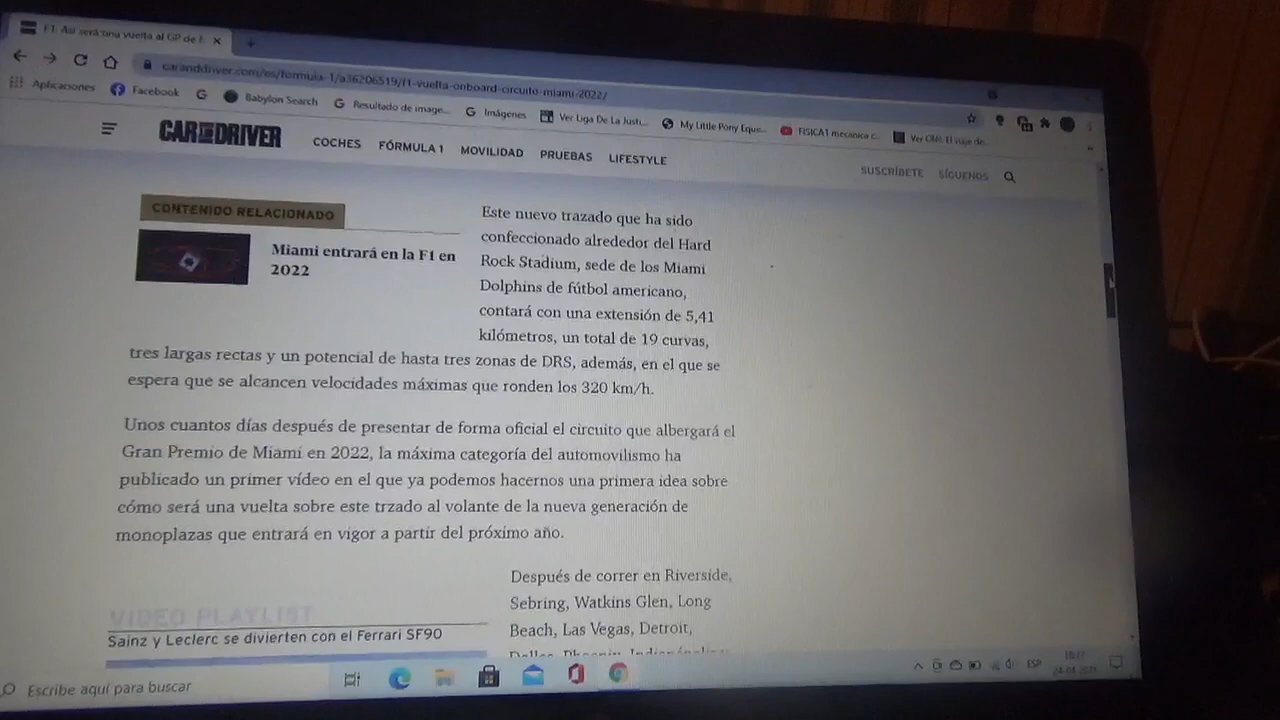 F1: Así será una vuelta al GP de
caranddriver.com/es/formula-1/a36206519/f1-vuelta-onboard-circuito-miami-2022/
Aplicaciones Facebook Babylon Search Resultado de image... Imágenes Ver Liga De La Justi... My Little Pony Eque... FISICA1 mecánica c... Ver Olé!, El viaje de...
CAR AND DRIVER COCHES FÓRMULA 1 MOVILIDAD PRUEBAS LIFESTYLE SUSCRÍBETE SÍGUENOS
CONTENIDO RELACIONADO
Miami entrará en la F1 en
2022
Este nuevo trazado que ha sido
confeccionado alrededor del Hard
Rock Stadium, sede de los Miami
Dolphins de fútbol americano,
contará con una extensión de 5,41
kilómetros, un total de 19 curvas,
tres largas rectas y un potencial de hasta tres zonas de DRS, además, en el que se
espera que se alcancen velocidades máximas que ronden los 320 km/h.
Unos cuantos días después de presentar de forma oficial el circuito que albergará el
Gran Premio de Miami en 2022, la máxima categoría del automovilismo ha
publicado un primer vídeo en el que ya podemos hacernos una primera idea sobre
cómo será una vuelta sobre este trzado al volante de la nueva generación de
monoplazas que entrará en vigor a partir del próximo año.
VIDEO PLAYLIST
Sainz y Leclerc se divierten con el Ferrari SF90
Después de correr en Riverside,
Sebring, Watkins Glen, Long
Beach, Las Vegas, Detroit,
Dallas, Phoenix, Indianápolis
Escribe aquí para buscar
ESP